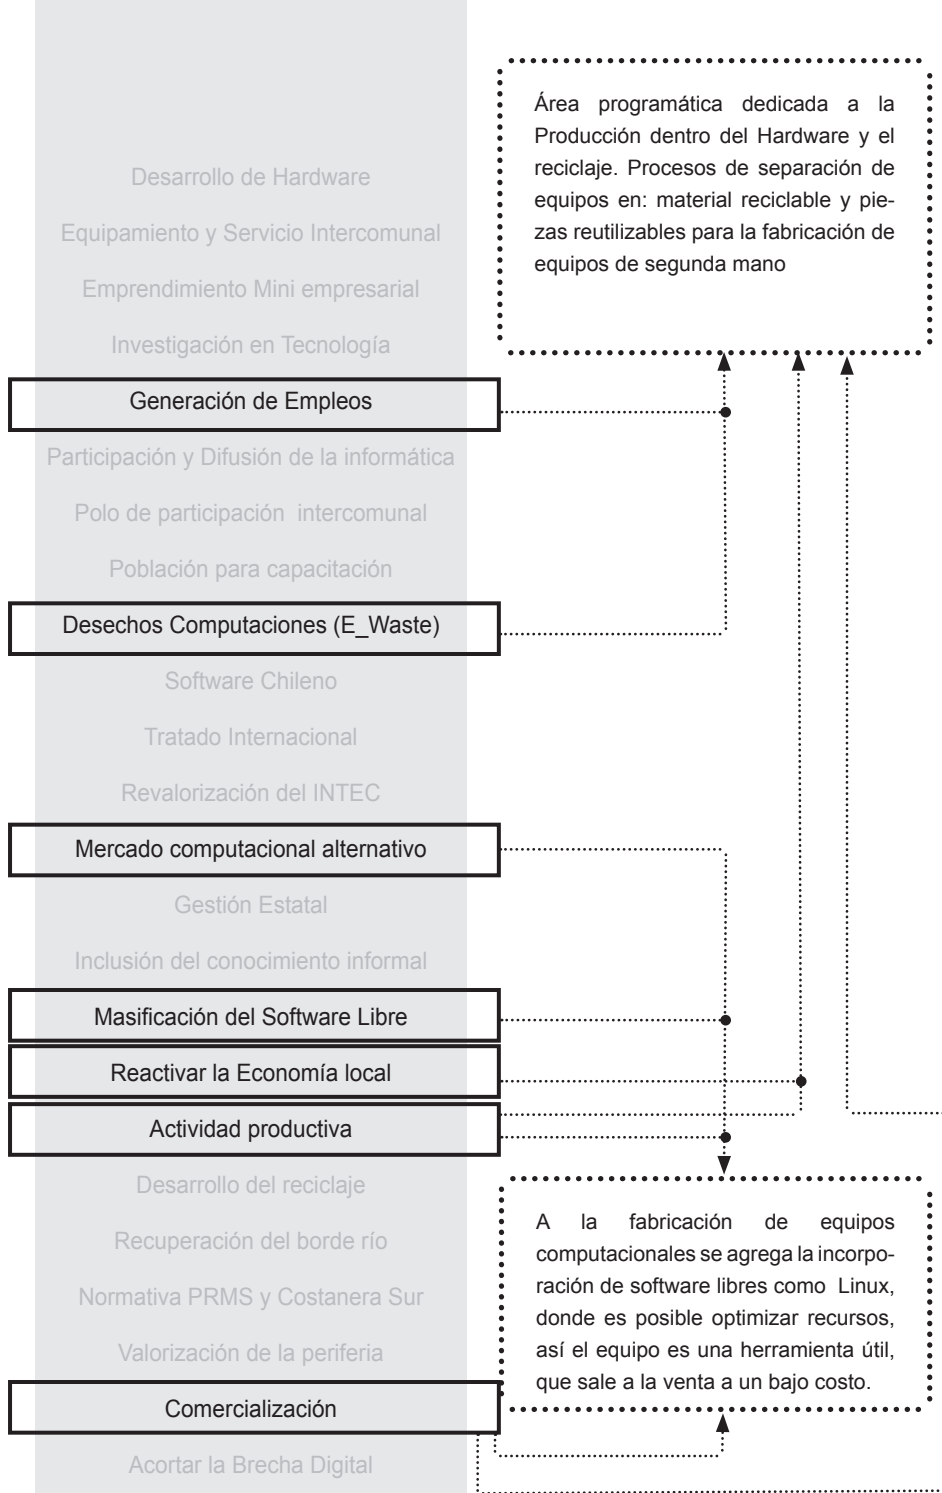 Desarrollo de Hardware
Equipamiento y Servicio Intercomunal
Emprendimiento Mini empresarial
Investigación en Tecnología
Generación de Empleos
Participación y Difusión de la informática
Polo de participación intercomunal
Población para capacitación
Desechos Computaciones (E_Waste)
Software Chileno
Tratado Internacional
Revalorización del INTEC
Mercado computacional alternativo
Gestión Estatal
Inclusión del conocimiento informal
Masificación del Software Libre
Reactivar la Economía local
Actividad productiva
Desarrollo del reciclaje
Recuperación del borde río
Normativa PRMS y Costanera Sur
Valorización de la periferia
Comercialización
Acortar la Brecha Digital
Área programática dedicada a la
Producción dentro del Hardware y el
reciclaje. Procesos de separación de
equipos en: material reciclable y pie-
zas reutilizables para la fabricación de
equipos de segunda mano
A la fabricación de equipos
computacionales se agrega la incorpo-
ración de software libres como Linux,
donde es posible optimizar recursos,
así el equipo es una herramienta útil,
que sale a la venta a un bajo costo.